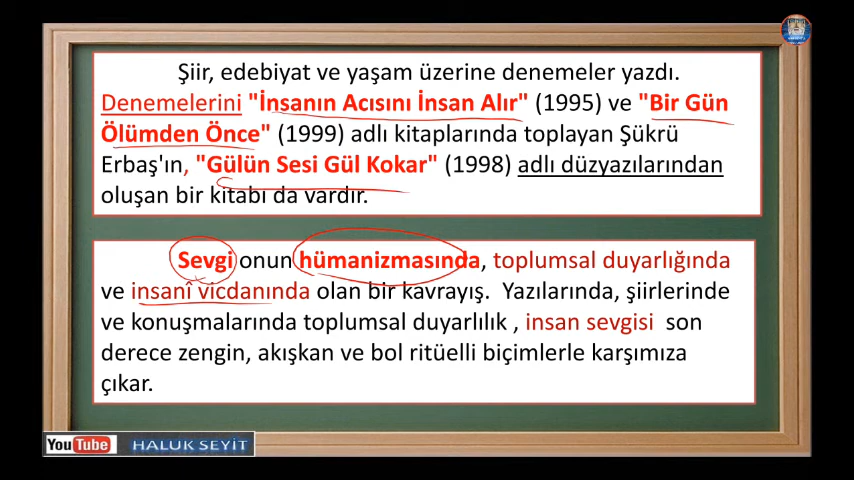 Şiir, edebiyat ve yaşam üzerine denemeler yazdı.
Denemelerini "İnsanın Acısını İnsan Alır" (1995) ve "Bir Gün
Ölümden Önce" (1999) adlı kitaplarında toplayan Şükrü
Erbaş'ın, "Gülün Sesi Gül Kokar" (1998) adlı düzyazılarından
oluşan bir kitabı da vardır.
Sevgi onun hümanizmasında, toplumsal duyarlığında
ve insanî vicdanında olan bir kavrayış. Yazılarında, şiirlerinde
ve konuşmalarında toplumsal duyarlılık , insan sevgisi son
derece zengin, akışkan ve bol ritüelli biçimlerle karşımıza
çıkar.
YouTube HALUK SEYİT